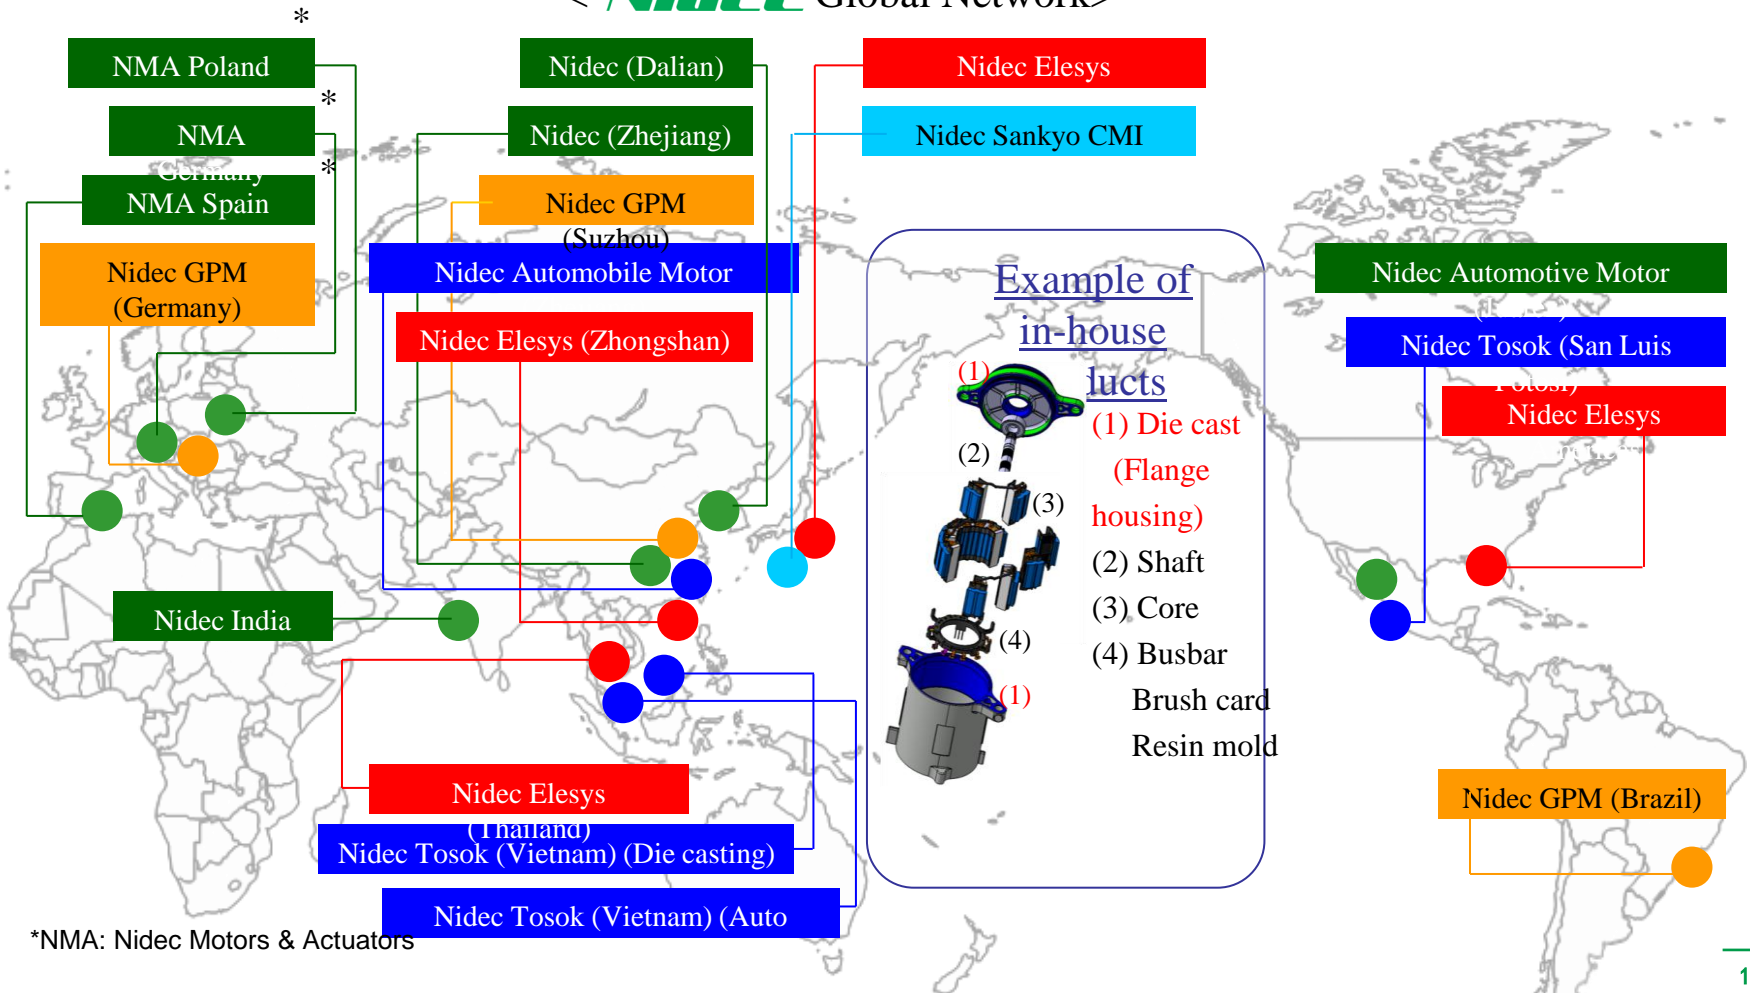 < Nidec Global Network>
*
NMA Poland
*
NMA
Germany
*
NMA Spain
Nidec GPM
(Germany)
Nidec (Dalian)
Nidec (Zhejiang)
Nidec GPM
(Suzhou)
Nidec Automobile Motor
Nidec Elesys (Zhongshan)
Nidec Elesys
Nidec Sankyo CMI
Nidec India
Nidec Elesys
(Thailand)
Nidec Tosok (Vietnam) (Die casting)
Nidec Tosok (Vietnam) (Auto
Example of
in-house
ducts
(1)
(2)
(3)
(4)
(1)
(1) Die cast
(Flange
housing)
(2) Shaft
(3) Core
(4) Busbar
Brush card
Resin mold
Nidec Automotive Motor
Nidec Tosok (San Luis
Potosi)
Nidec Elesys
Nidec GPM (Brazil)
*NMA: Nidec Motors & Actuators
1